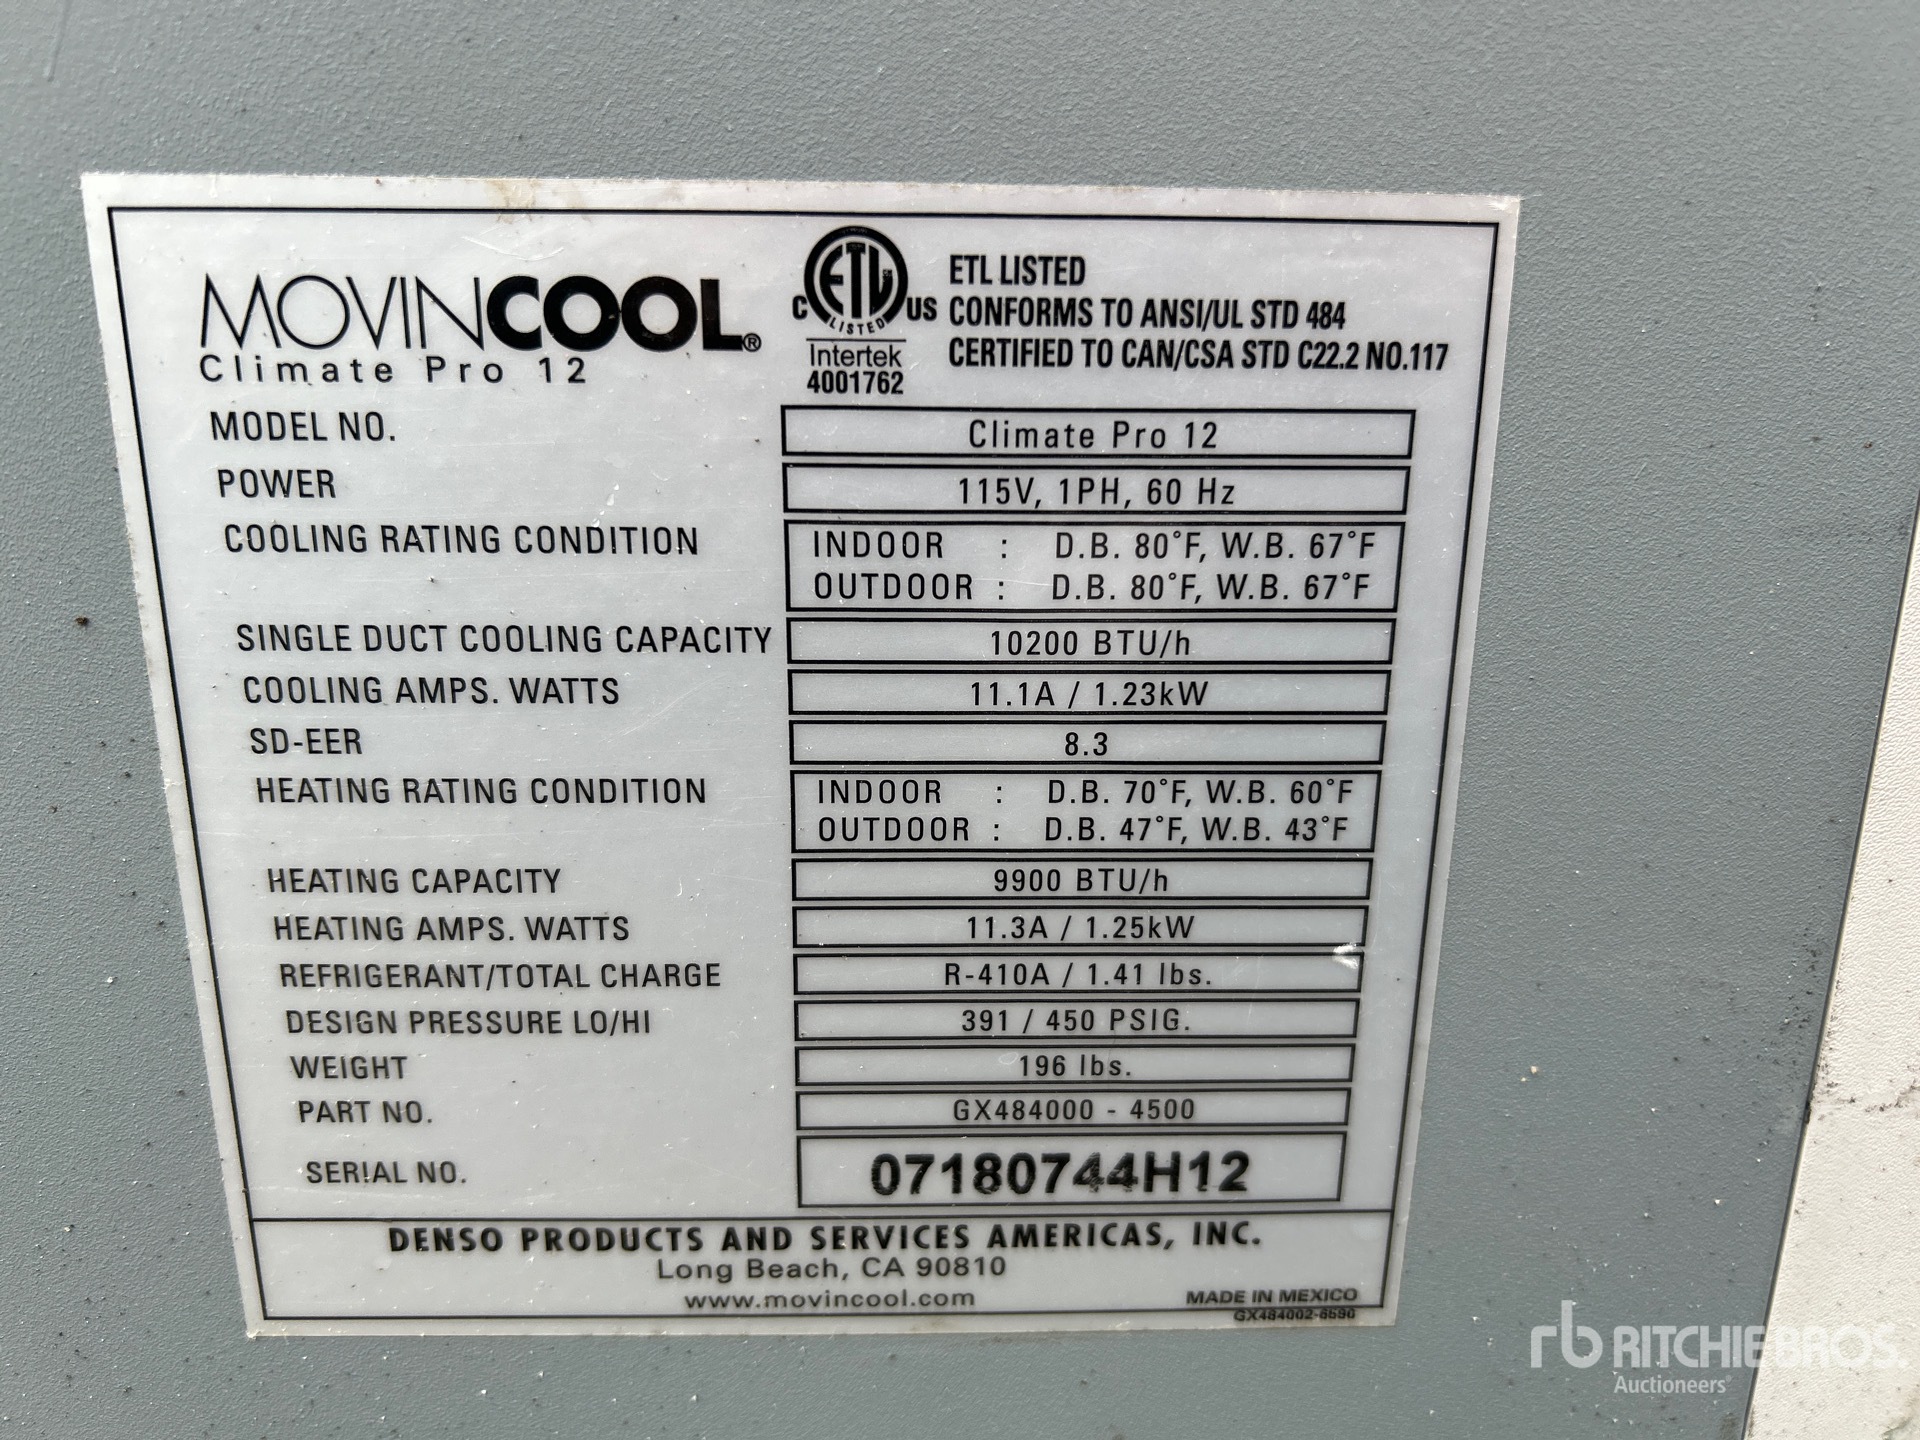 MOVINCOOL®
Climate Pro 12
C ETL US
LISTED
Intertek
4001762
ETL LISTED
CONFORMS TO ANSI/UL STD 484
CERTIFIED TO CAN/CSA STD C22.2 NO.117
MODEL NO. Climate Pro 12
POWER 115V, 1PH, 60 Hz
COOLING RATING CONDITION INDOOR : D.B. 80°F, W.B. 67°F
OUTDOOR : D.B. 80°F, W.B. 67°F
SINGLE DUCT COOLING CAPACITY 10200 BTU/h
COOLING AMPS. WATTS 11.1A / 1.23kW
SD-EER 8.3
HEATING RATING CONDITION INDOOR : D.B. 70°F, W.B. 60°F
OUTDOOR : D.B. 47°F, W.B. 43°F
HEATING CAPACITY 9900 BTU/h
HEATING AMPS. WATTS 11.3A / 1.25kW
REFRIGERANT/TOTAL CHARGE R-410A / 1.41 lbs.
DESIGN PRESSURE LO/HI 391 / 450 PSIG.
WEIGHT 196 lbs.
PART NO. GX484000 - 4500
SERIAL NO. 07180744H12
DENSO PRODUCTS AND SERVICES AMERICAS, INC.
Long Beach, CA 90810
www.movincool.com
MADE IN MEXICO
rb RITCHIE BROS.
Auctioneers